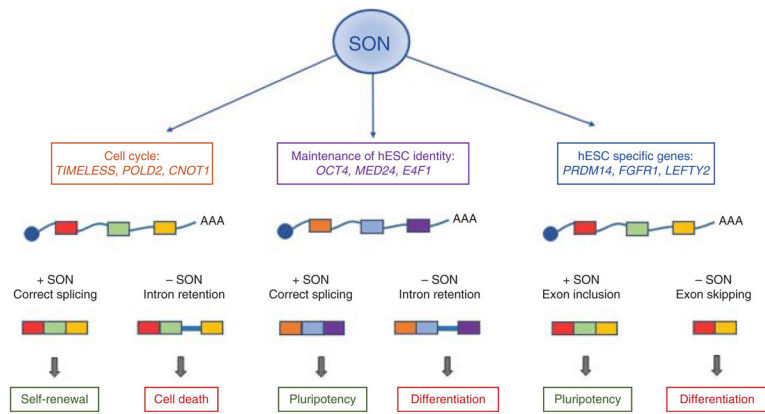 SON
Cell cycle:
TIMELESS, POLD2, CNOT1
Maintenance of hESC identity:
OCT4, MED24, E4F1
hESC specific genes:
PRDM14, FGFR1, LEFTY2
AAA
AAA
AAA
+ SON
Correct splicing
– SON
Intron retention
+ SON
Correct splicing
– SON
Intron retention
+ SON
Exon inclusion
– SON
Exon skipping
Self-renewal
Cell death
Pluripotency
Differentiation
Pluripotency
Differentiation